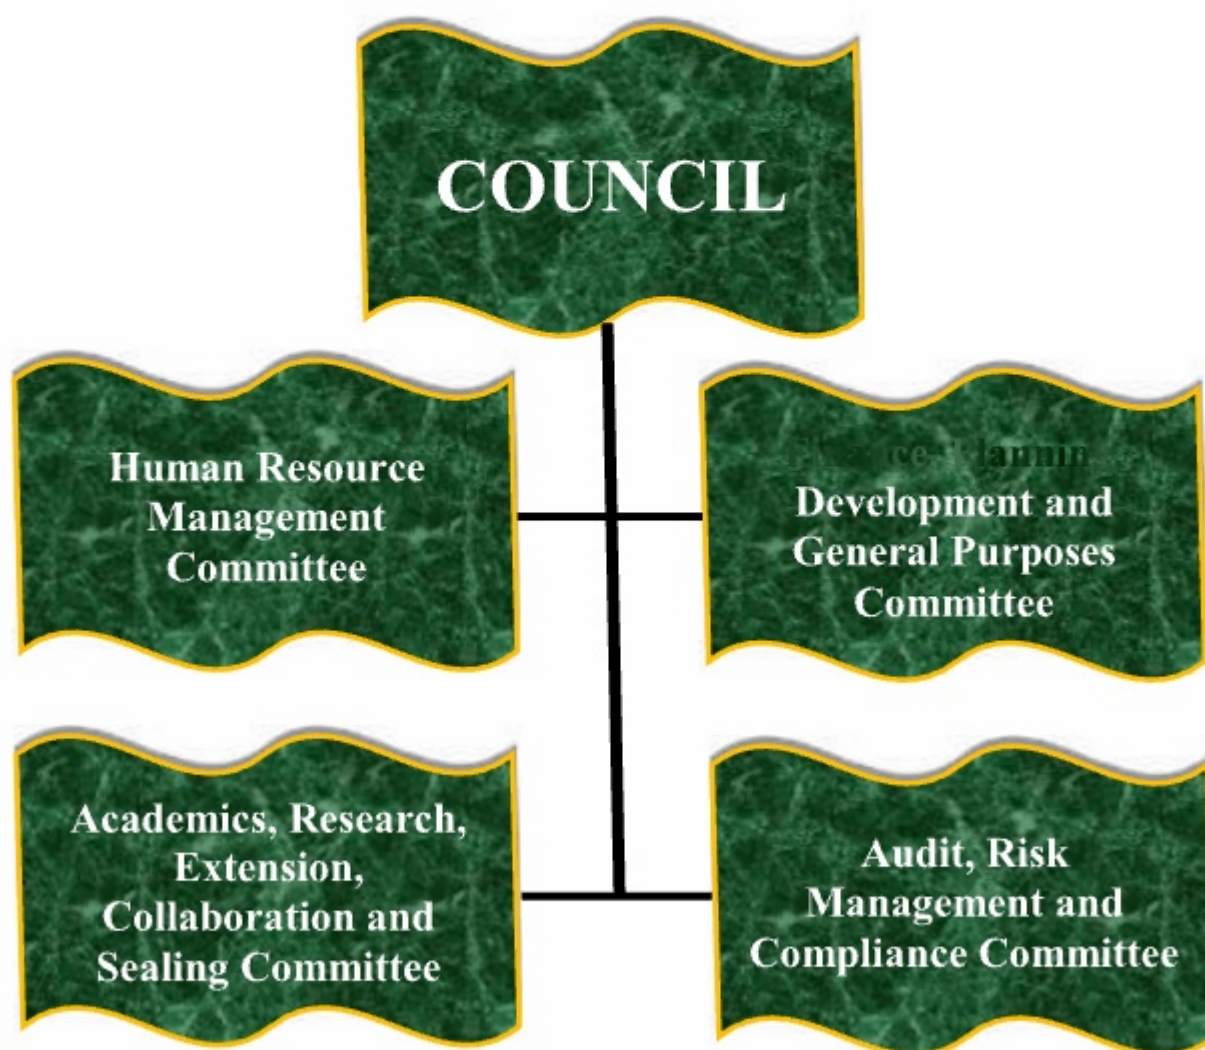 COUNCIL
Human Resource
Management
Committee
Development and
General Purposes
Committee
Academics, Research,
Extension,
Collaboration and
Sealing Committee
Audit, Risk
Management and
Compliance Committee